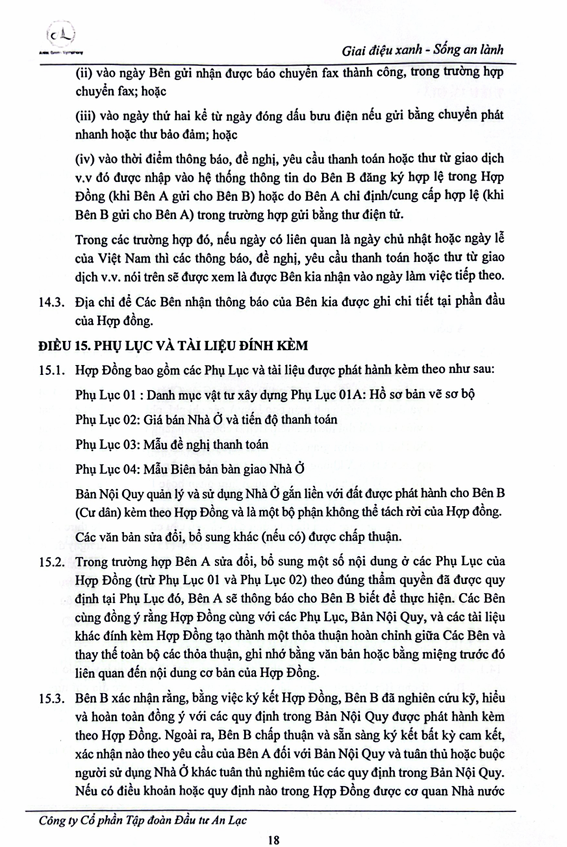 CL
Giai điệu xanh - Sống an lành
(ii) vào ngày Bên gửi nhận được báo chuyển fax thành công, trong trường hợp
chuyển fax; hoặc
(iii) vào ngày thứ hai kể từ ngày đóng dấu bưu điện nếu gửi bằng chuyển phát
nhanh hoặc thư bảo đảm; hoặc
(iv) vào thời điểm thông báo, đề nghị, yêu cầu thanh toán hoặc thư từ giao dịch
v.v đó được nhập vào hệ thống thông tin do Bên B đăng ký hợp lệ trong Hợp
Đồng (khi Bên A gửi cho Bên B) hoặc do Bên A chỉ định/cung cấp hợp lệ (khi
Bên B gửi cho Bên A) trong trường hợp gửi bằng thư điện tử.
Trong các trường hợp đó, nếu ngày có liên quan là ngày chủ nhật hoặc ngày lễ
của Việt Nam thì các thông báo, đề nghị, yêu cầu thanh toán hoặc thư từ giao
dịch v.v. nói trên sẽ được xem là được Bên kia nhận vào ngày làm việc tiếp theo.
14.3. Địa chỉ để Các Bên nhận thông báo của Bên kia được ghi chi tiết tại phần đầu
của Hợp đồng.
ĐIỀU 15. PHỤ LỤC VÀ TÀI LIỆU ĐÍNH KÈM
15.1. Hợp Đồng bao gồm các Phụ Lục và tài liệu được phát hành kèm theo như sau:
Phụ Lục 01 : Danh mục vật tư xây dựng Phụ Lục 01A: Hồ sơ bản vẽ sơ bộ
Phụ Lục 02: Giá bán Nhà Ở và tiến độ thanh toán
Phụ Lục 03: Mẫu đề nghị thanh toán
Phụ Lục 04: Mẫu Biên bản bàn giao Nhà Ở
Bản Nội Quy quản lý và sử dụng Nhà Ở gắn liền với đất được phát hành cho Bên B
(Cư dân) kèm theo Hợp Đồng và là một bộ phận không thể tách rời của Hợp đồng.
Các văn bản sửa đổi, bổ sung khác (nếu có) được chấp thuận.
15.2. Trong trường hợp Bên A sửa đổi, bổ sung một số nội dung ở các Phụ Lục của
Hợp Đồng (trừ Phụ Lục 01 và Phụ Lục 02) theo đúng thẩm quyền đã được quy
định tại Phụ Lục đó, Bên A sẽ thông báo cho Bên B biết để thực hiện. Các Bên
cùng đồng ý rằng Hợp Đồng cùng với các Phụ Lục, Bản Nội Quy, và các tài liệu
khác đính kèm Hợp Đồng tạo thành một thỏa thuận hoàn chỉnh giữa Các Bên và
thay thế toàn bộ các thỏa thuận, ghi nhớ bằng văn bản hoặc bằng miệng trước đó
liên quan đến nội dung cơ bản của Hợp Đồng.
15.3. Bên B xác nhận rằng, bằng việc ký kết Hợp Đồng, Bên B đã nghiên cứu kỹ, hiểu
và hoàn toàn đồng ý với các quy định trong Bản Nội Quy được phát hành kèm
theo Hợp Đồng. Ngoài ra, Bên B chấp thuận và sẵn sàng ký kết bất kỳ cam kết,
xác nhận nào theo yêu cầu của Bên A đối với Bản Nội Quy và tuân thủ hoặc buộc
người sử dụng Nhà Ở khác tuân thủ nghiêm túc các quy định trong Bản Nội Quy.
Nếu có điều khoản hoặc quy định nào trong Hợp Đồng được cơ quan Nhà nước
Công ty Cổ phần Tập đoàn Đầu tư An Lạc
18